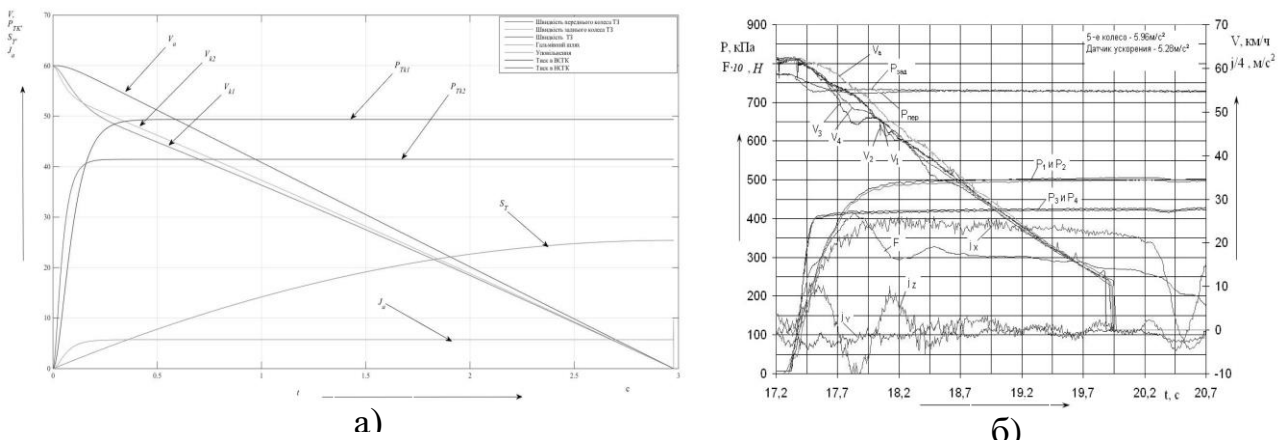 V,
P_TK,
S_T,
J_a
70
60
50
40
30
20
10
0
V_a
V_k2
V_k1
P_Tk1
P_Tk2
S_T
J_a
Швидкість переднього колеса ТЗ
Швидкість заднього колеса ТЗ
Швидкість ТЗ
Гальмівний шлях
Уповільнення
Тиск в ПГК
0 0.5 1 1.5 2 2.5 3
t с
а)
900
P, кПа
F·10 , H
700
600
500
400
300
200
100
0
5-е колесо - 5.96м/с²
Датчик ускорения - 5.28м/с²
P_зад
P_пер
V_3
V_4
V_2 V_1
P_1 и P_2
P_3 и P_4
F
j_X
j_Z
j_Y
70
V, км/ч
60
j/4 , м/с²
50
40
30
20
10
0
-10
17,2 17,7 18,2 18,7 19,2 19,7 20,2 t, с 20,7
б)